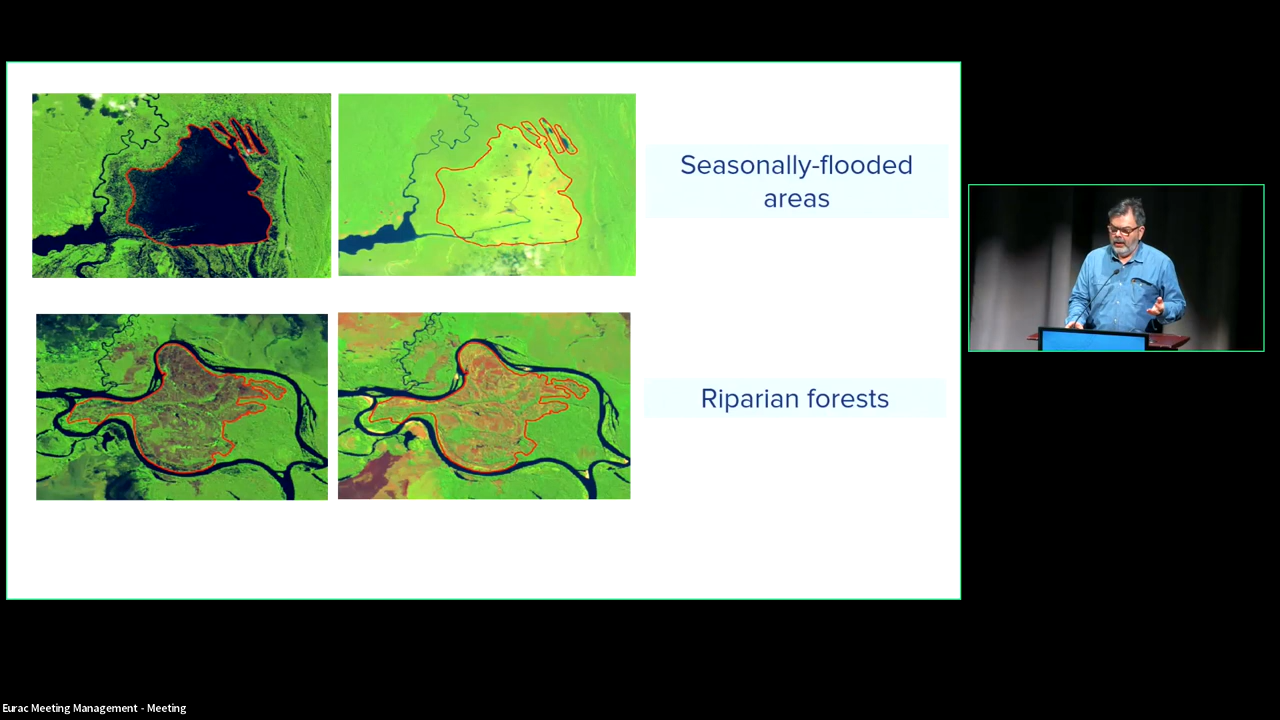 Seasonally-flooded
areas
Riparian forests
Eurac Meeting Management - Meeting